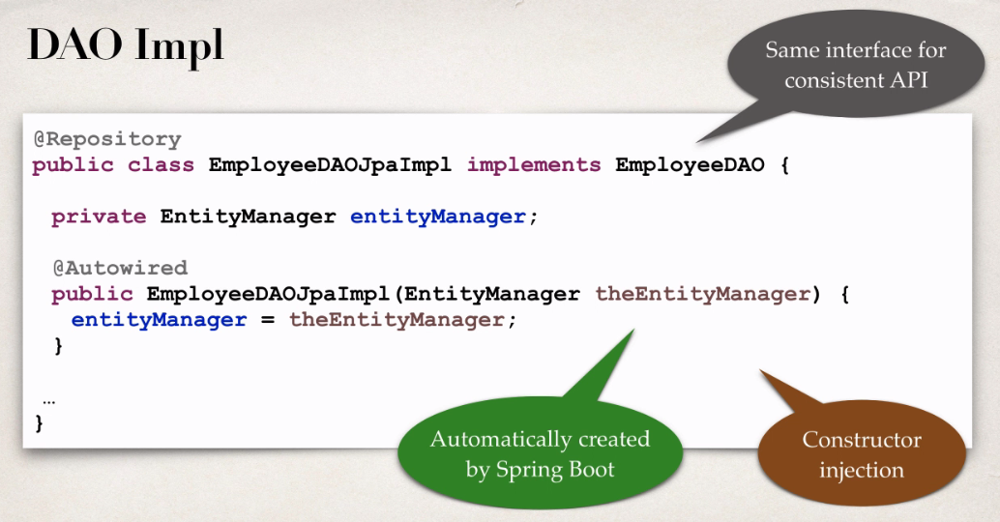 DAO Impl
Same interface for
consistent API
@Repository
public class EmployeeDAOJpaImpl implements EmployeeDAO {
private EntityManager entityManager;
@Autowired
public EmployeeDAOJpaImpl(EntityManager theEntityManager) {
entityManager = theEntityManager;
}
…
}
Automatically created
by Spring Boot
Constructor
injection